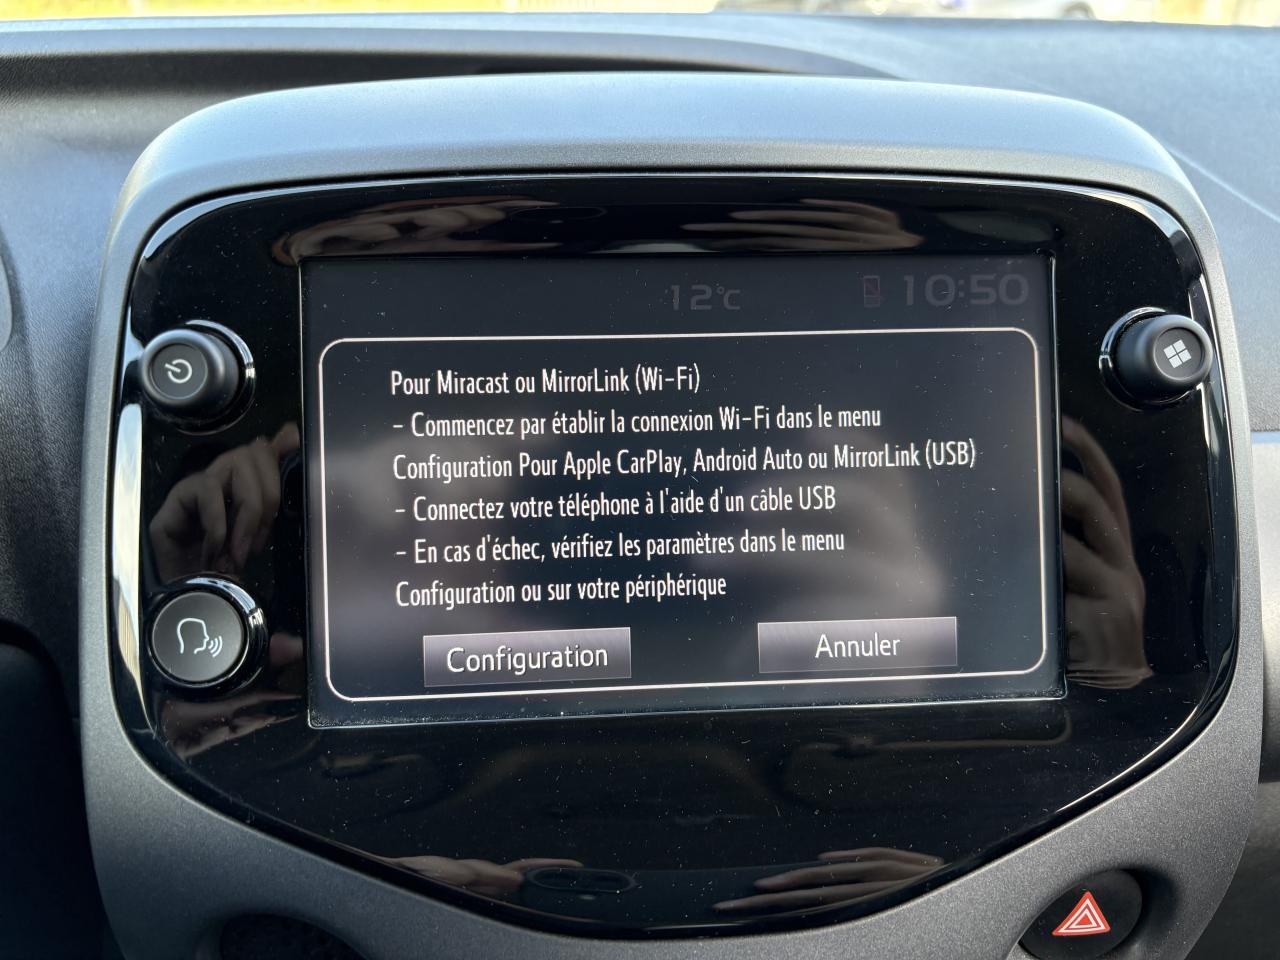 12°C
10:50
Pour Miracast ou MirrorLink (Wi-Fi)
- Commencez par établir la connexion Wi-Fi dans le menu
Configuration Pour Apple CarPlay, Android Auto ou MirrorLink (USB)
- Connectez votre téléphone à l'aide d'un câble USB
- En cas d'échec, vérifiez les paramètres dans le menu
Configuration ou sur votre périphérique
Configuration
Annuler